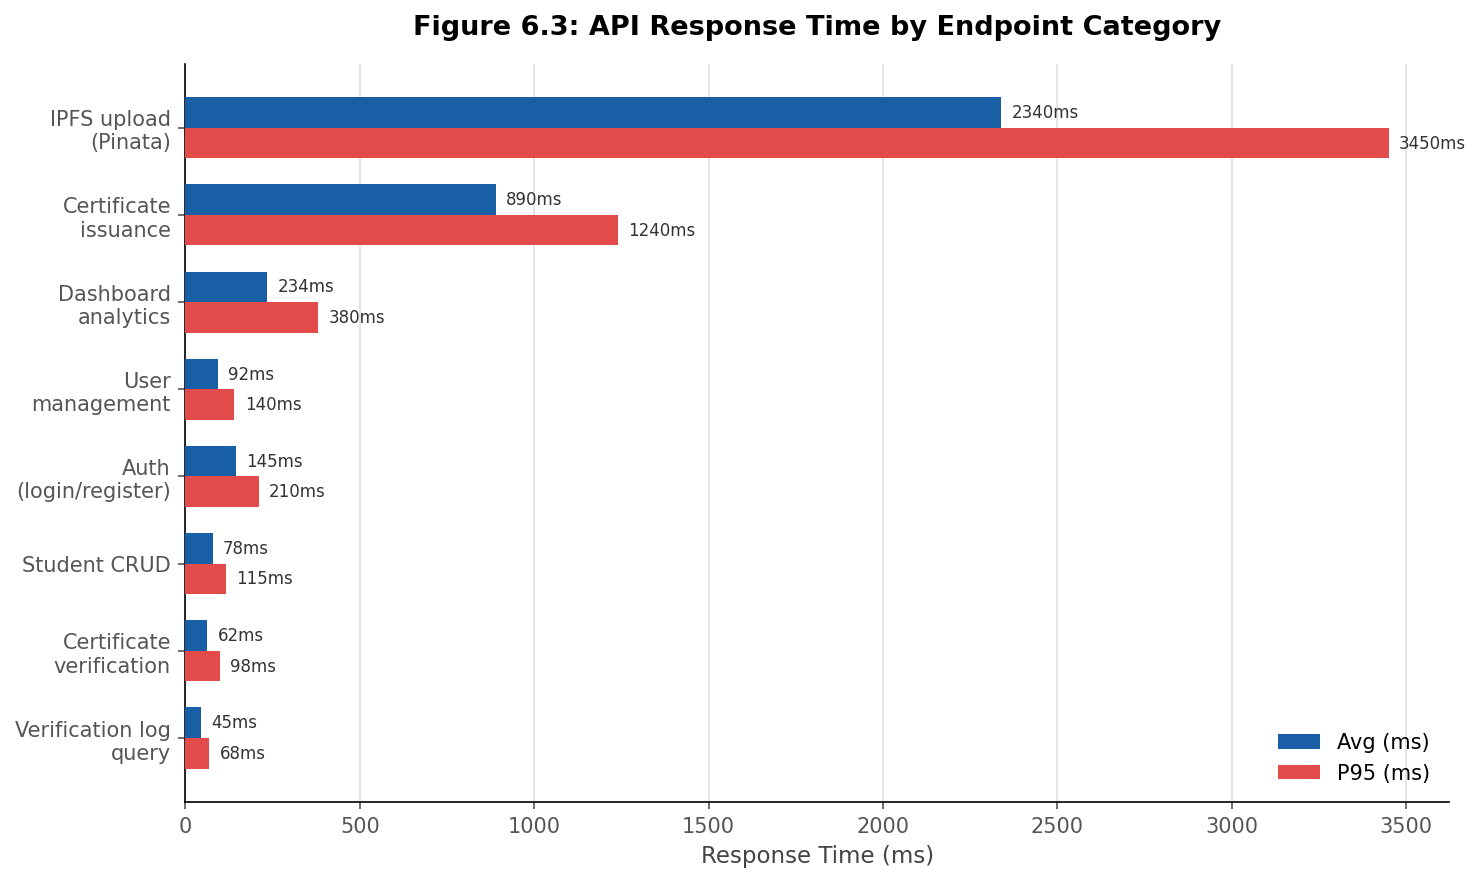 Figure 6.3: API Response Time by Endpoint Category
IPFS upload
(Pinata)
2340ms
3450ms
Certificate
issuance
890ms
1240ms
Dashboard
analytics
234ms
380ms
User
management
92ms
140ms
Auth
(login/register)
145ms
210ms
Student CRUD
78ms
115ms
Certificate
verification
62ms
98ms
Verification log
query
45ms
68ms
Avg (ms)
P95 (ms)
0 500 1000 1500 2000 2500 3000 3500
Response Time (ms)